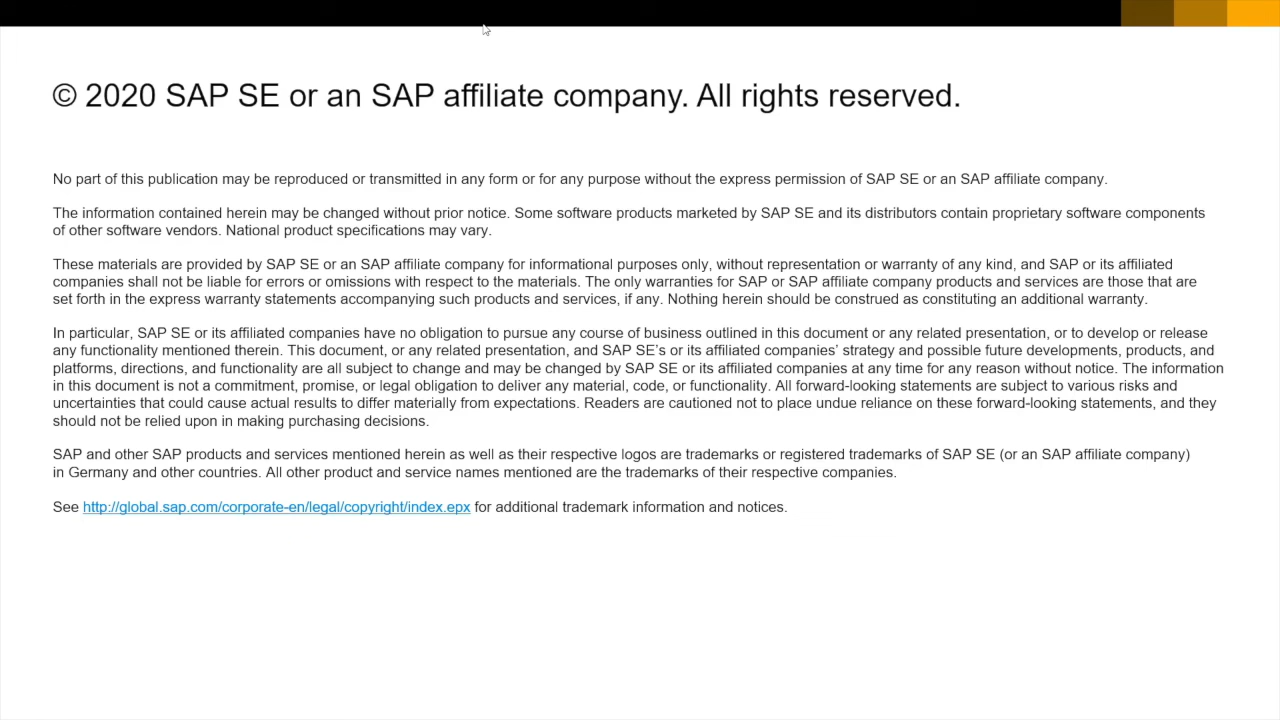 © 2020 SAP SE or an SAP affiliate company. All rights reserved.
No part of this publication may be reproduced or transmitted in any form or for any purpose without the express permission of SAP SE or an SAP affiliate company.
The information contained herein may be changed without prior notice. Some software products marketed by SAP SE and its distributors contain proprietary software components
of other software vendors. National product specifications may vary.
These materials are provided by SAP SE or an SAP affiliate company for informational purposes only, without representation or warranty of any kind, and SAP or its affiliated
companies shall not be liable for errors or omissions with respect to the materials. The only warranties for SAP or SAP affiliate company products and services are those that are
set forth in the express warranty statements accompanying such products and services, if any. Nothing herein should be construed as constituting an additional warranty.
In particular, SAP SE or its affiliated companies have no obligation to pursue any course of business outlined in this document or any related presentation, or to develop or release
any functionality mentioned therein. This document, or any related presentation, and SAP SE’s or its affiliated companies’ strategy and possible future developments, products, and
platforms, directions, and functionality are all subject to change and may be changed by SAP SE or its affiliated companies at any time for any reason without notice. The information
in this document is not a commitment, promise, or legal obligation to deliver any material, code, or functionality. All forward-looking statements are subject to various risks and
uncertainties that could cause actual results to differ materially from expectations. Readers are cautioned not to place undue reliance on these forward-looking statements, and they
should not be relied upon in making purchasing decisions.
SAP and other SAP products and services mentioned herein as well as their respective logos are trademarks or registered trademarks of SAP SE (or an SAP affiliate company)
in Germany and other countries. All other product and service names mentioned are the trademarks of their respective companies.
See http://global.sap.com/corporate-en/legal/copyright/index.epx for additional trademark information and notices.